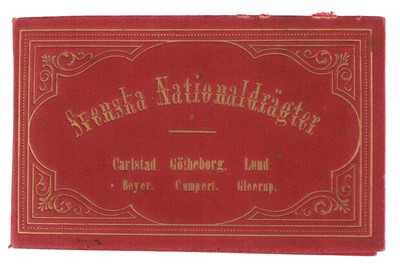 Svenska Nationaldrägter
Carlstad. Götheborg. Lund.
Beyer. Gumpert. Gleerup.